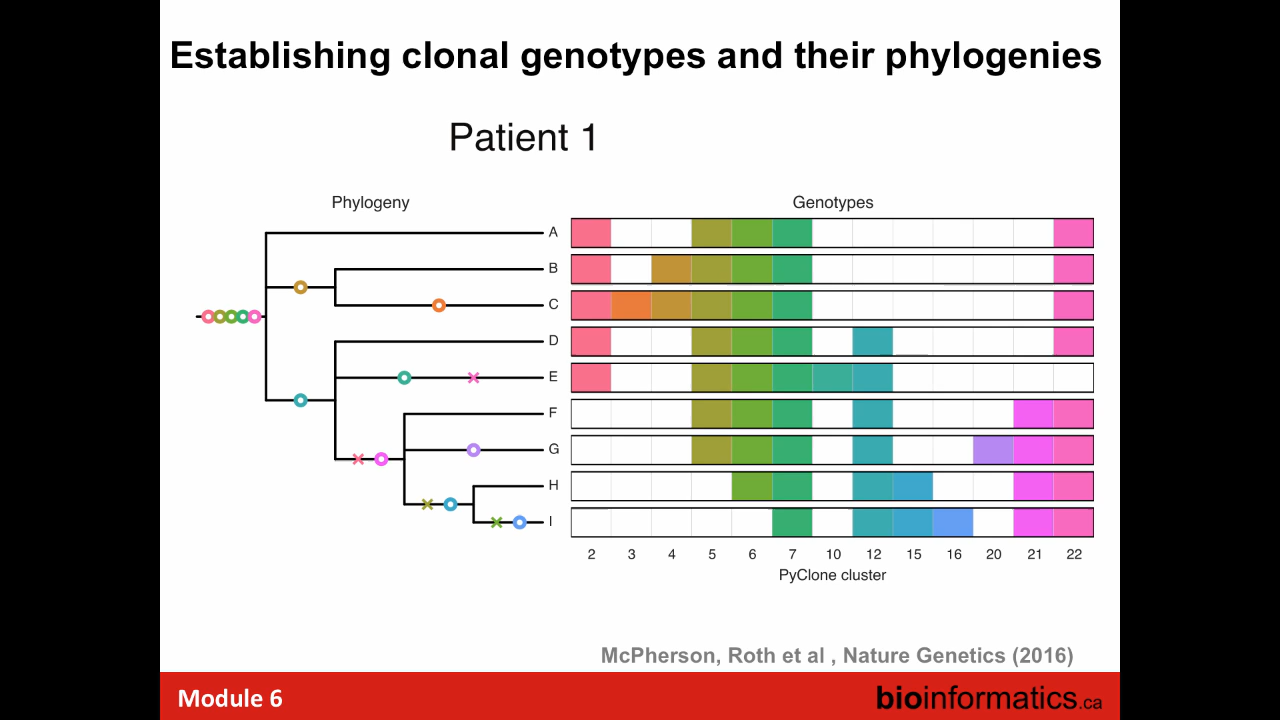 Establishing clonal genotypes and their phylogenies
Patient 1
Phylogeny
Genotypes
A
B
C
D
E
F
G
H
I
2 3 4 5 6 7 10 12 15 16 20 21 22
PyClone cluster
McPherson, Roth et al , Nature Genetics (2016)
Module 6
bioinformatics.ca